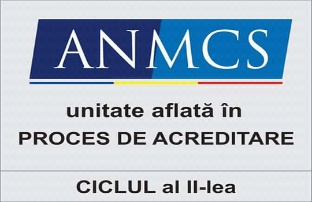 ANMCS
unitate aflată în
PROCES DE ACREDITARE
CICLUL al II-lea